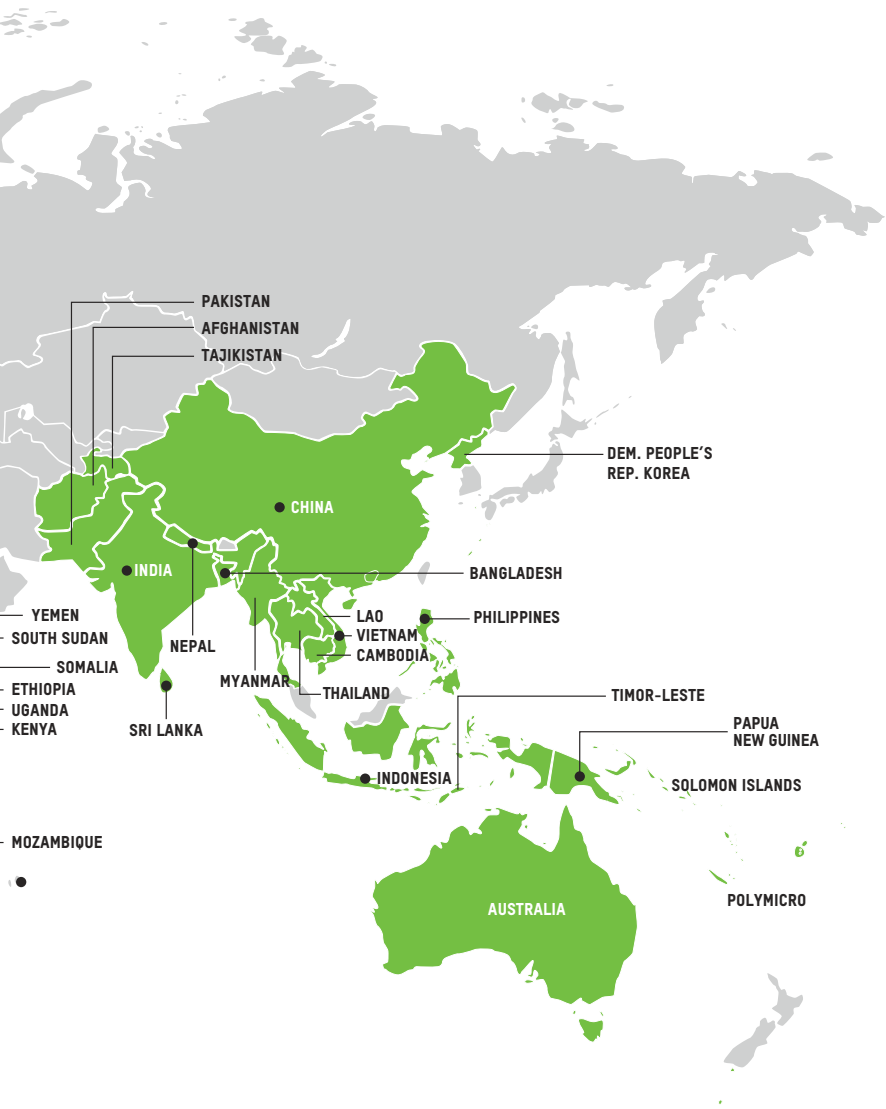 PAKISTAN
AFGHANISTAN
TAJIKISTAN
DEM. PEOPLE'S
REP. KOREA
CHINA
INDIA
BANGLADESH
YEMEN
LAO
PHILIPPINES
SOUTH SUDAN
VIETNAM
NEPAL
CAMBODIA
SOMALIA
MYANMAR
ETHIOPIA
THAILAND
TIMOR-LESTE
UGANDA
KENYA
SRI LANKA
PAPUA
NEW GUINEA
INDONESIA
SOLOMON ISLANDS
MOZAMBIQUE
POLYMICRO
AUSTRALIA